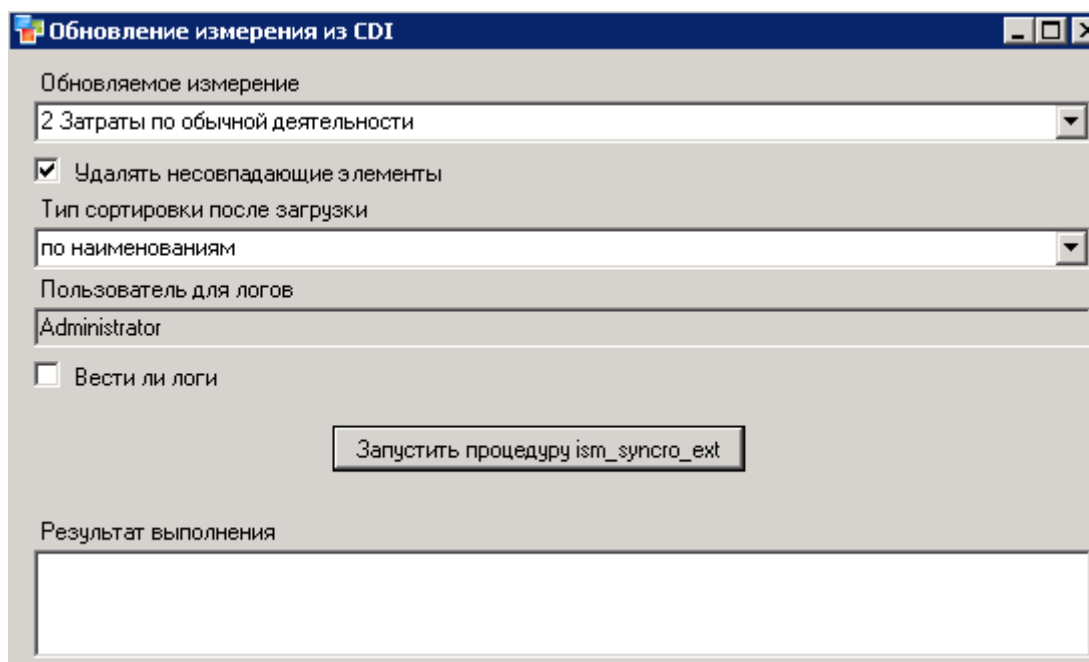 Обновление измерения из CDI
Обновляемое измерение
2 Затраты по обычной деятельности
Удалять несовпадающие элементы
Тип сортировки после загрузки
по наименованиям
Пользователь для логов
Administrator
Вести ли логи
Запустить процедуру ism_syncro_ext
Результат выполнения